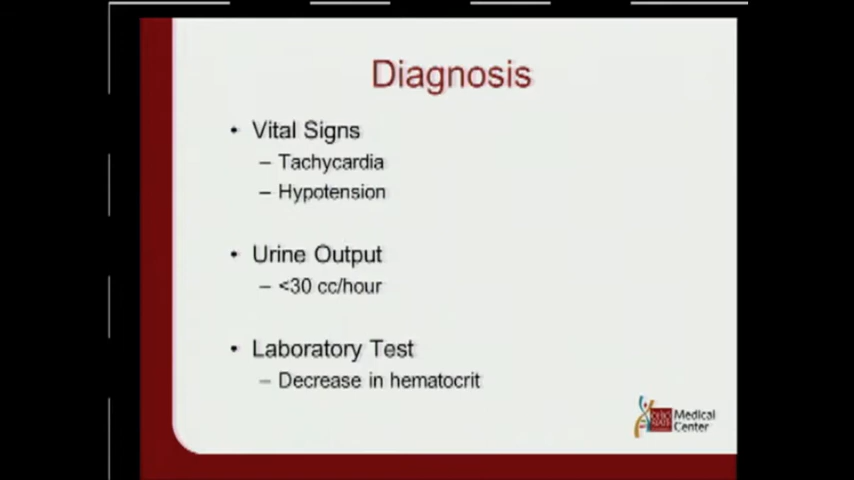 Diagnosis
• Vital Signs
– Tachycardia
– Hypotension
• Urine Output
– <30 cc/hour
• Laboratory Test
– Decrease in hematocrit
Medical
Center